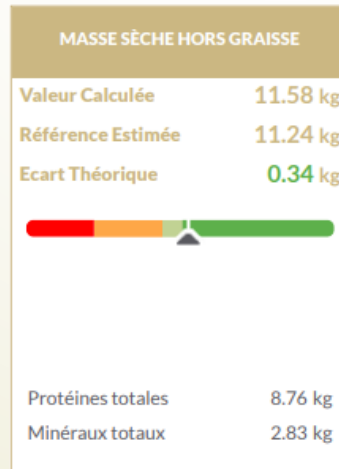 MASSE SÈCHE HORS GRAISSE
Valeur Calculée 11.58 kg
Référence Estimée 11.24 kg
Ecart Théorique 0.34 kg
Protéines totales 8.76 kg
Minéraux totaux 2.83 kg